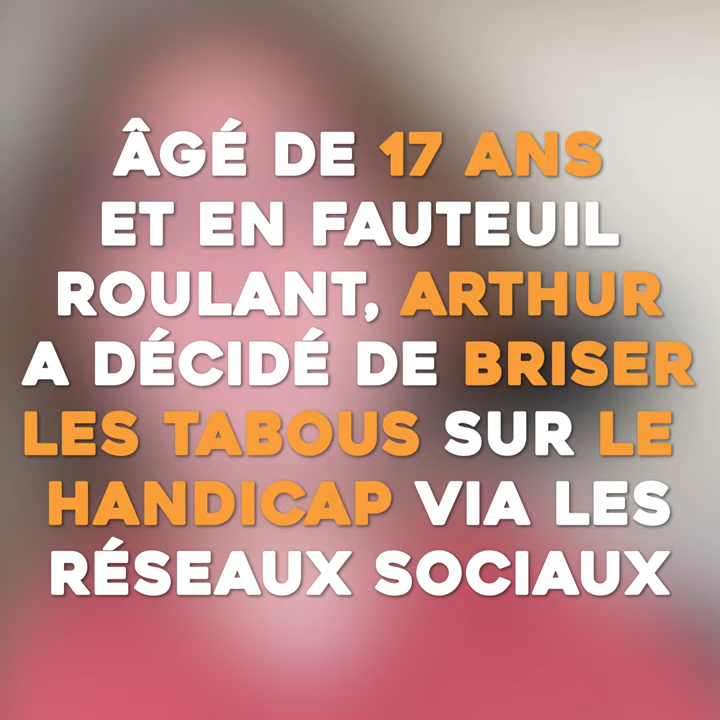 ÂGÉ DE 17 ANS
ET EN FAUTEUIL
ROULANT, ARTHUR
A DÉCIDÉ DE BRISER
LES TABOUS SUR LE
HANDICAP VIA LES
RÉSEAUX SOCIAUX